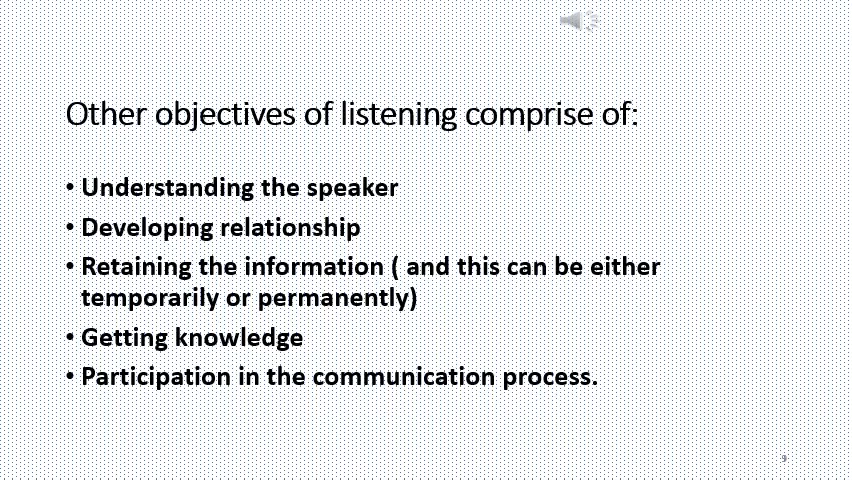 Other objectives of listening comprise of:
• Understanding the speaker
• Developing relationship
• Retaining the information ( and this can be either
temporarily or permanently)
• Getting knowledge
• Participation in the communication process.
9